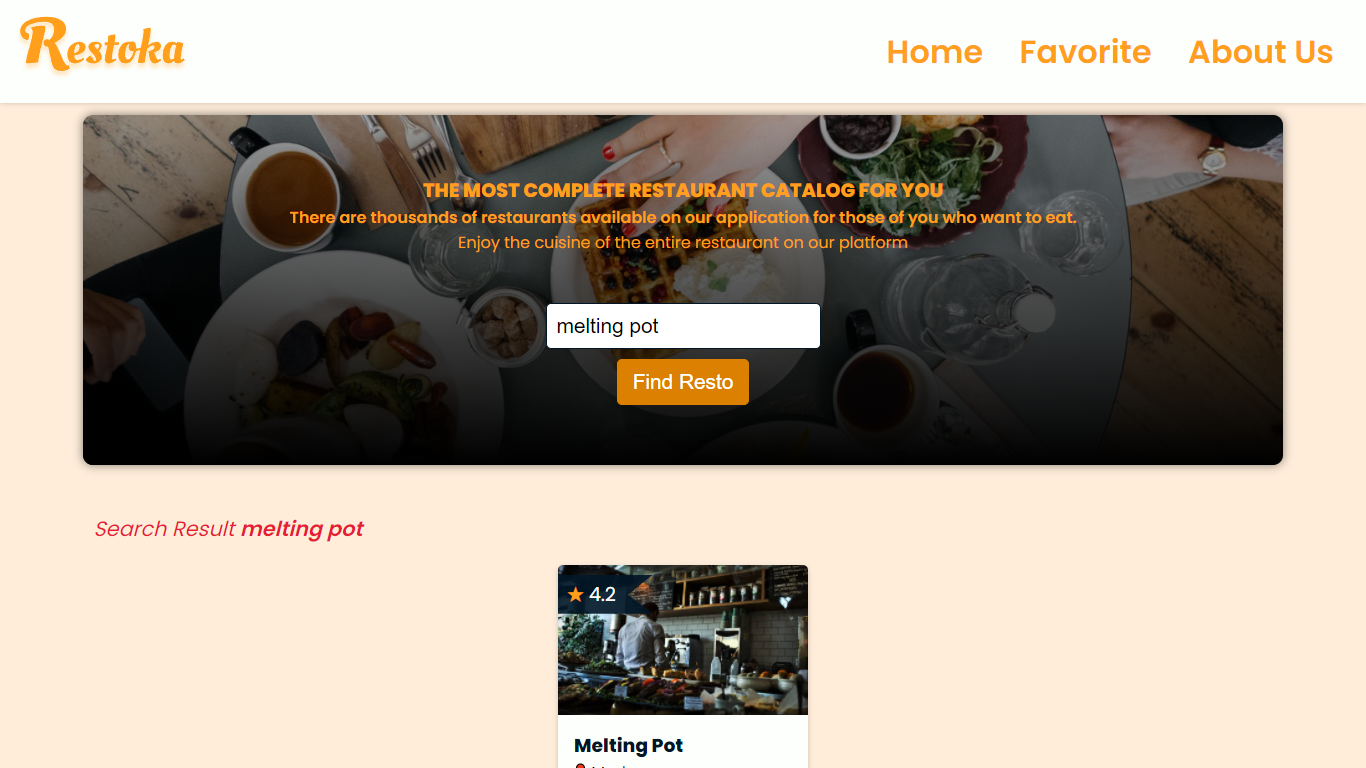 Restoka
Home Favorite About Us
THE MOST COMPLETE RESTAURANT CATALOG FOR YOU
There are thousands of restaurants available on our application for those of you who want to eat.
Enjoy the cuisine of the entire restaurant on our platform
melting pot
Find Resto
Search Result melting pot
★ 4.2
Melting Pot